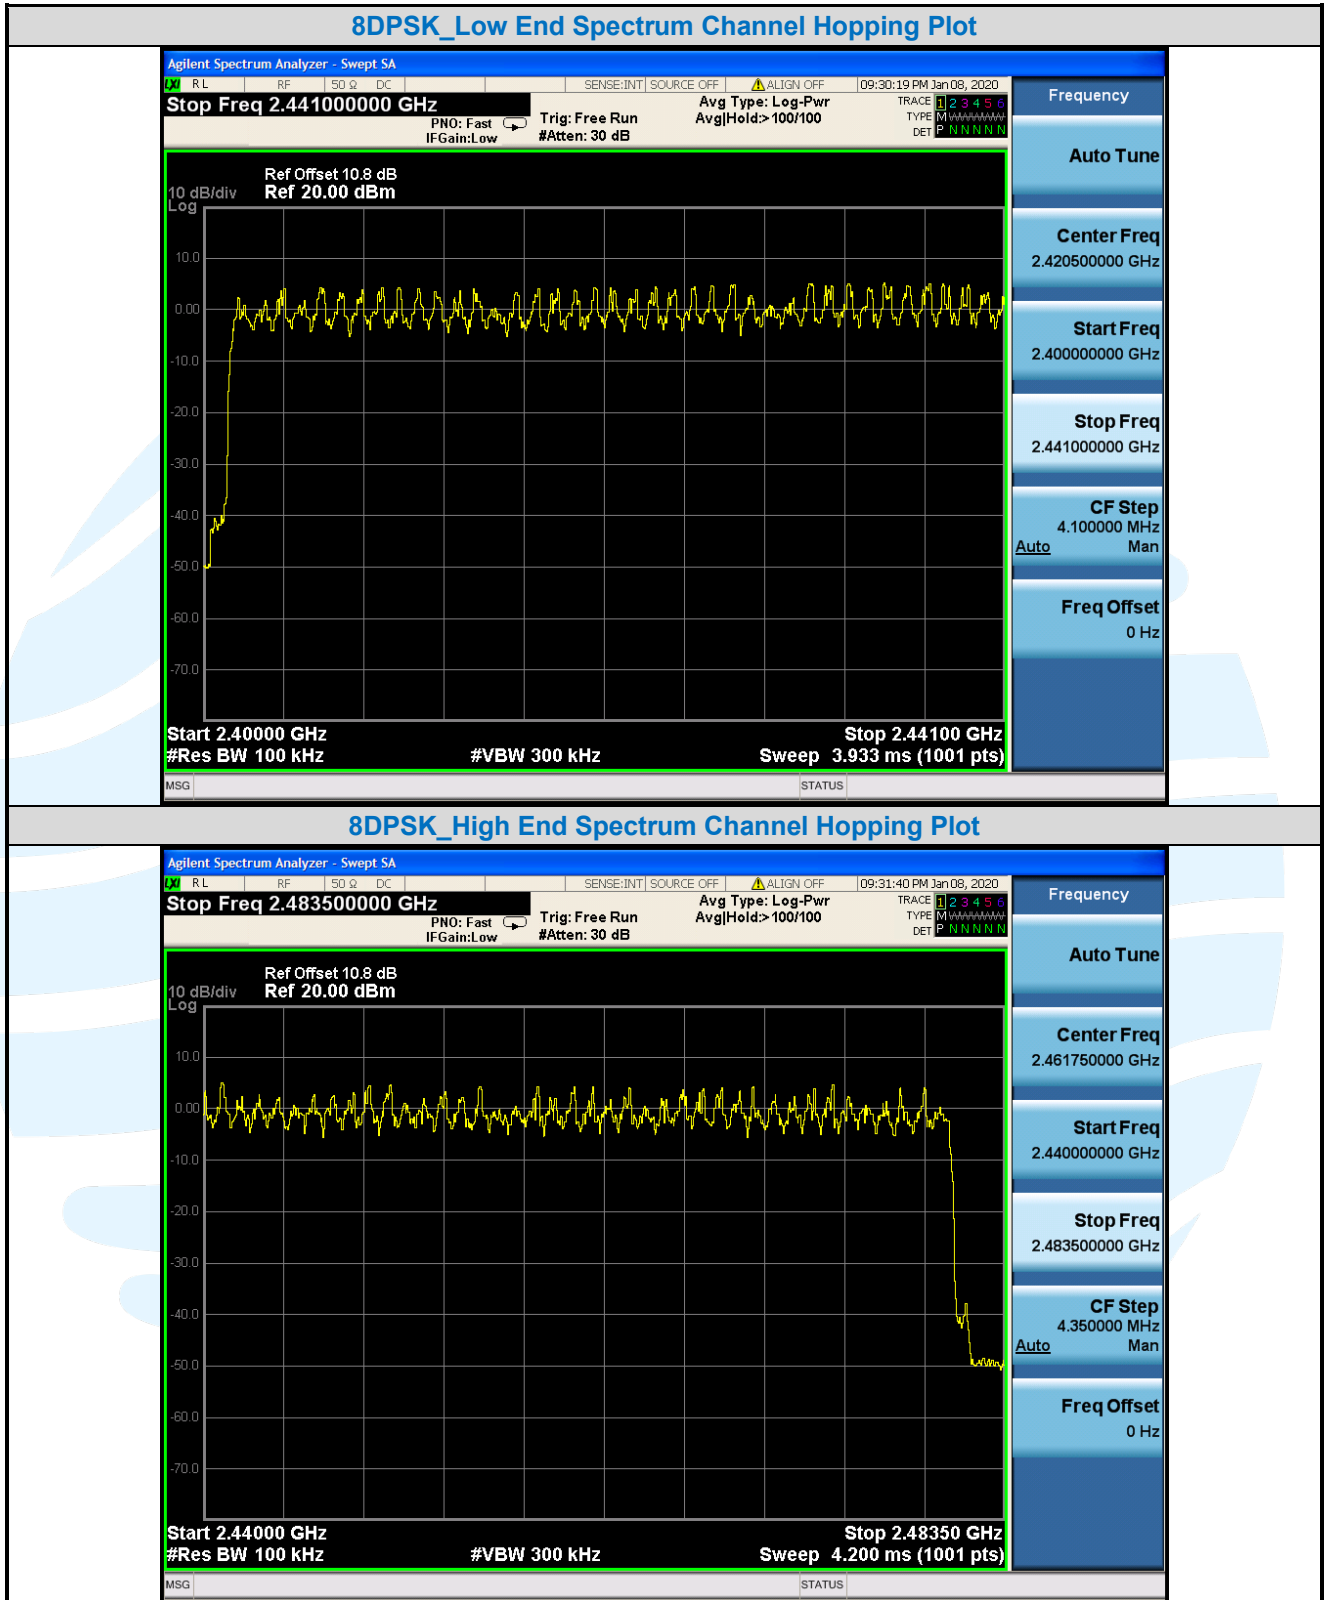 8DPSK_Low End Spectrum Channel Hopping Plot
Agilent Spectrum Analyzer - Swept SA
LXI RL RF 50 Ω DC SENSE:INT SOURCE OFF ALIGN OFF 09:30:19 PM Jan 08, 2020
Stop Freq 2.441000000 GHz
PNO: Fast
IFGain:Low
Trig: Free Run
#Atten: 30 dB
Avg Type: Log-Pwr
Avg|Hold:>100/100
TRACE 1 2 3 4 5 6
TYPE M WWWWW
DET P N N N N N
Frequency
Auto Tune
Center Freq
2.420500000 GHz
Start Freq
2.400000000 GHz
Stop Freq
2.441000000 GHz
CF Step
4.100000 MHz
Auto Man
Freq Offset
0 Hz
Ref Offset 10.8 dB
10 dB/div Ref 20.00 dBm
Log
10.0
0.00
-10.0
-20.0
-30.0
-40.0
-50.0
-60.0
-70.0
Start 2.40000 GHz Stop 2.44100 GHz
#Res BW 100 kHz #VBW 300 kHz Sweep 3.933 ms (1001 pts)
MSG STATUS
8DPSK_High End Spectrum Channel Hopping Plot
Agilent Spectrum Analyzer - Swept SA
LXI RL RF 50 Ω DC SENSE:INT SOURCE OFF ALIGN OFF 09:31:40 PM Jan 08, 2020
Stop Freq 2.483500000 GHz
PNO: Fast
IFGain:Low
Trig: Free Run
#Atten: 30 dB
Avg Type: Log-Pwr
Avg|Hold:>100/100
TRACE 1 2 3 4 5 6
TYPE M WWWWW
DET P N N N N N
Frequency
Auto Tune
Center Freq
2.461750000 GHz
Start Freq
2.440000000 GHz
Stop Freq
2.483500000 GHz
CF Step
4.350000 MHz
Auto Man
Freq Offset
0 Hz
Ref Offset 10.8 dB
10 dB/div Ref 20.00 dBm
Log
10.0
0.00
-10.0
-20.0
-30.0
-40.0
-50.0
-60.0
-70.0
Start 2.44000 GHz Stop 2.48350 GHz
#Res BW 100 kHz #VBW 300 kHz Sweep 4.200 ms (1001 pts)
MSG STATUS